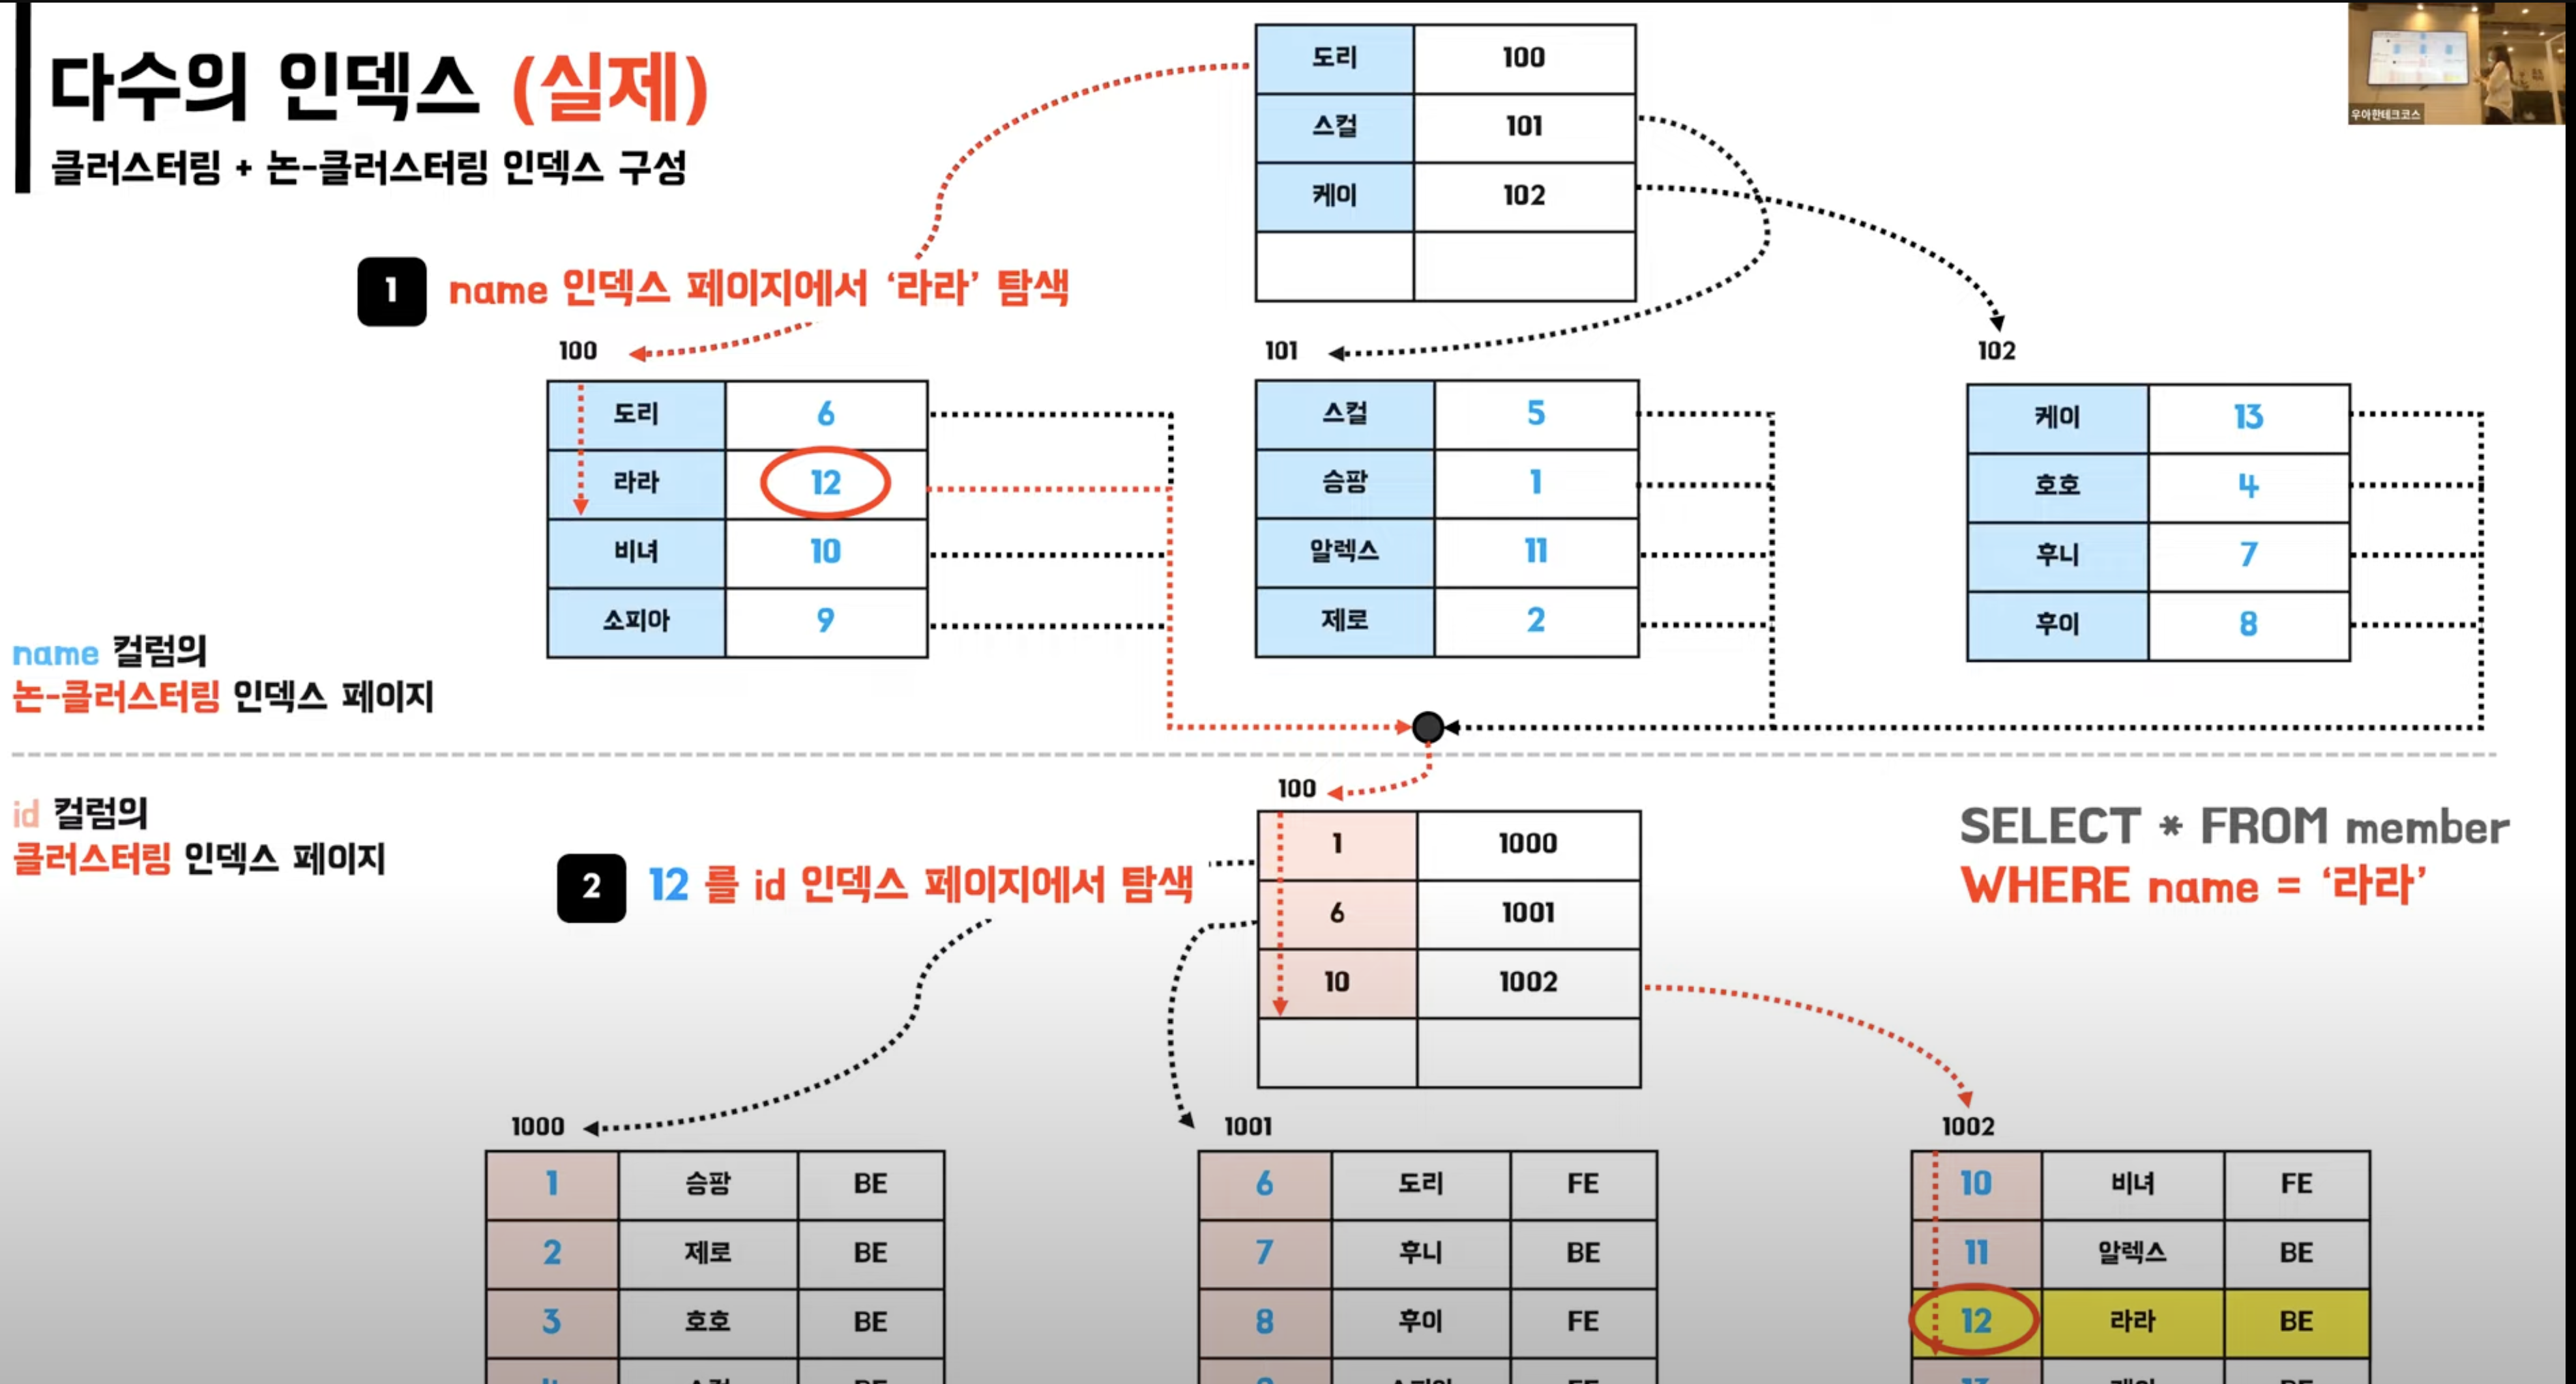 다수의 인덱스 (실제)
클러스터링 + 논-클러스터링 인덱스 구성
우아한테크코스
도리 100
스컬 101
케이 102
1 name 인덱스 페이지에서 ‘라라’ 탐색
100
도리 6
라라 12
비녀 10
소피아 9
101
스컬 5
승팡 1
알렉스 11
제로 2
102
케이 13
호호 4
후니 7
후이 8
name 컬럼의
논-클러스터링 인덱스 페이지
id 컬럼의
클러스터링 인덱스 페이지
2 12 를 id 인덱스 페이지에서 탐색
100
1 1000
6 1001
10 1002
SELECT * FROM member
WHERE name = ‘라라’
1000
1 승팡 BE
2 제로 BE
3 호호 BE
1001
6 도리 FE
7 후니 BE
8 후이 FE
1002
10 비녀 FE
11 알렉스 BE
12 라라 BE